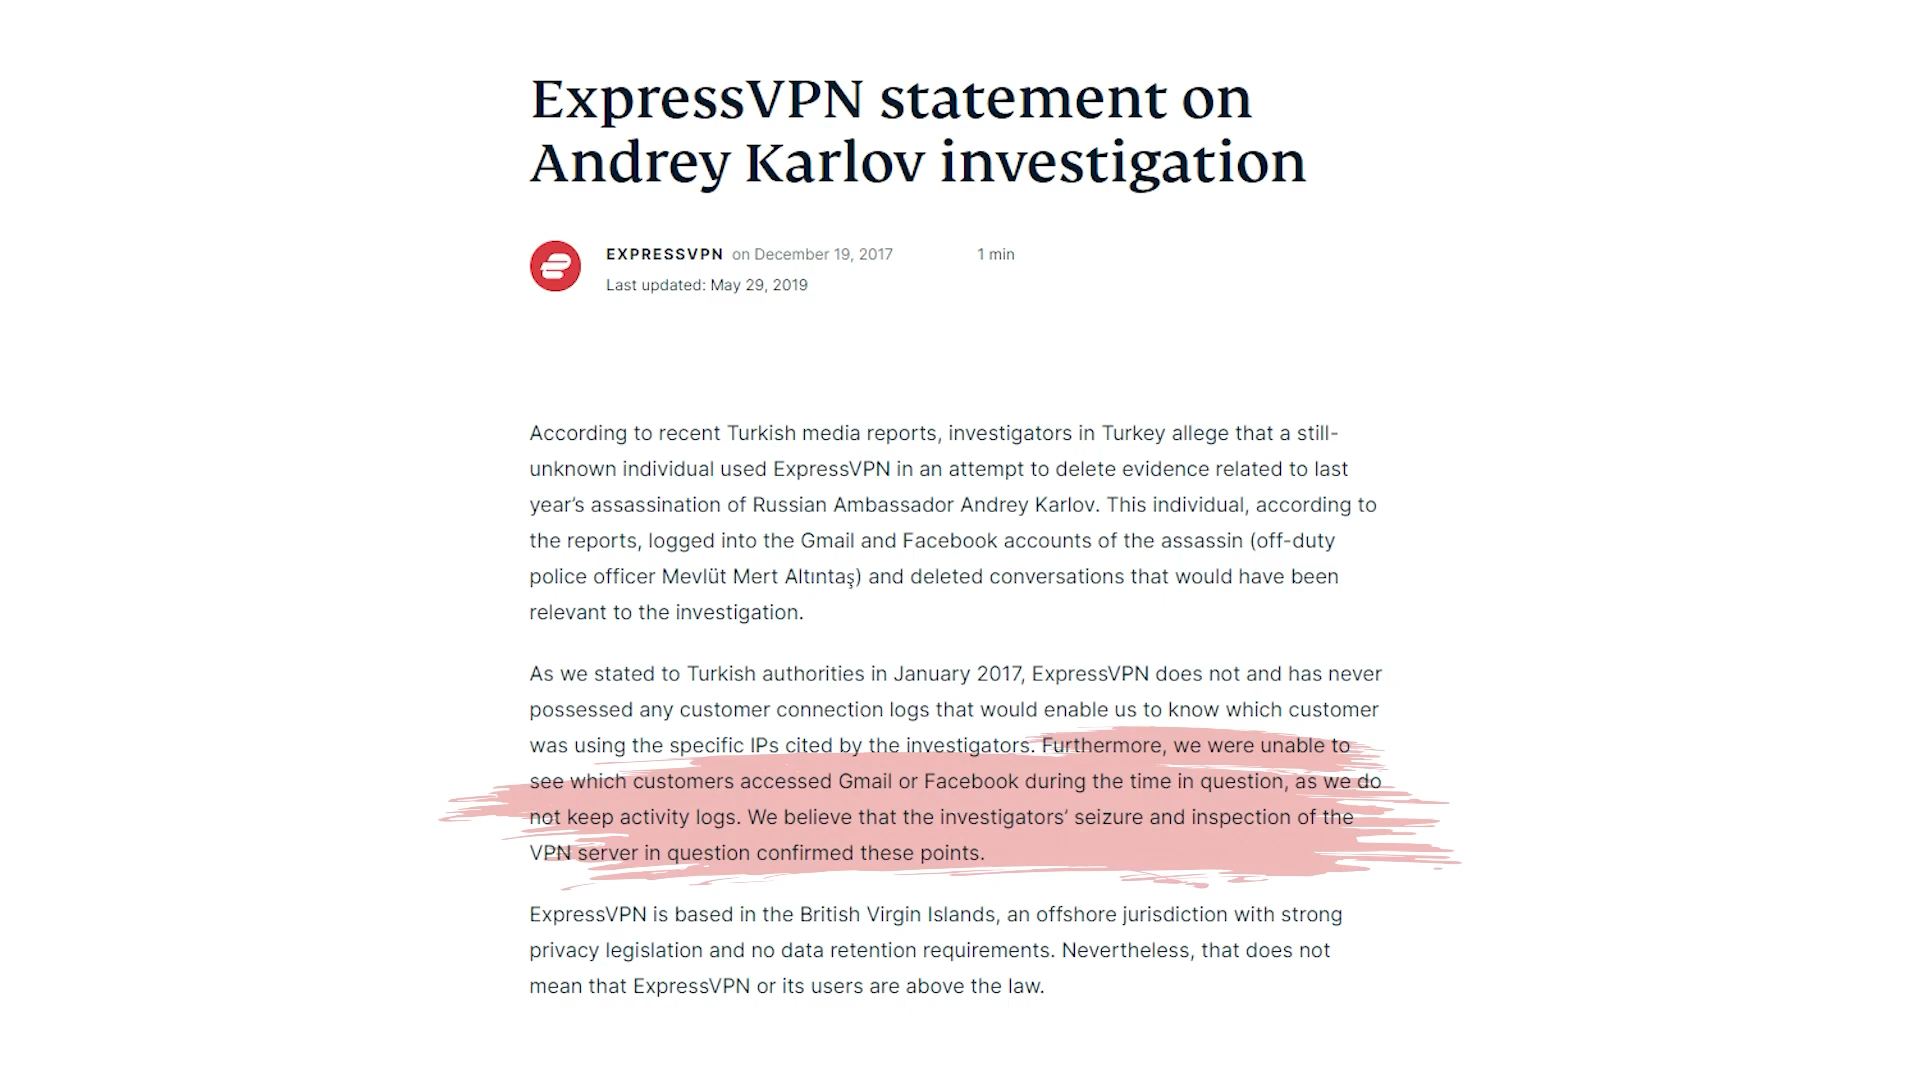 ExpressVPN statement on
Andrey Karlov investigation
EXPRESSVPN on December 19, 2017 1 min
Last updated: May 29, 2019
According to recent Turkish media reports, investigators in Turkey allege that a still-
unknown individual used ExpressVPN in an attempt to delete evidence related to last
year’s assassination of Russian Ambassador Andrey Karlov. This individual, according to
the reports, logged into the Gmail and Facebook accounts of the assassin (off-duty
police officer Mevlüt Mert Altıntaş) and deleted conversations that would have been
relevant to the investigation.
As we stated to Turkish authorities in January 2017, ExpressVPN does not and has never
possessed any customer connection logs that would enable us to know which customer
was using the specific IPs cited by the investigators. Furthermore, we were unable to
see which customers accessed Gmail or Facebook during the time in question, as we do
not keep activity logs. We believe that the investigators’ seizure and inspection of the
VPN server in question confirmed these points.
ExpressVPN is based in the British Virgin Islands, an offshore jurisdiction with strong
privacy legislation and no data retention requirements. Nevertheless, that does not
mean that ExpressVPN or its users are above the law.